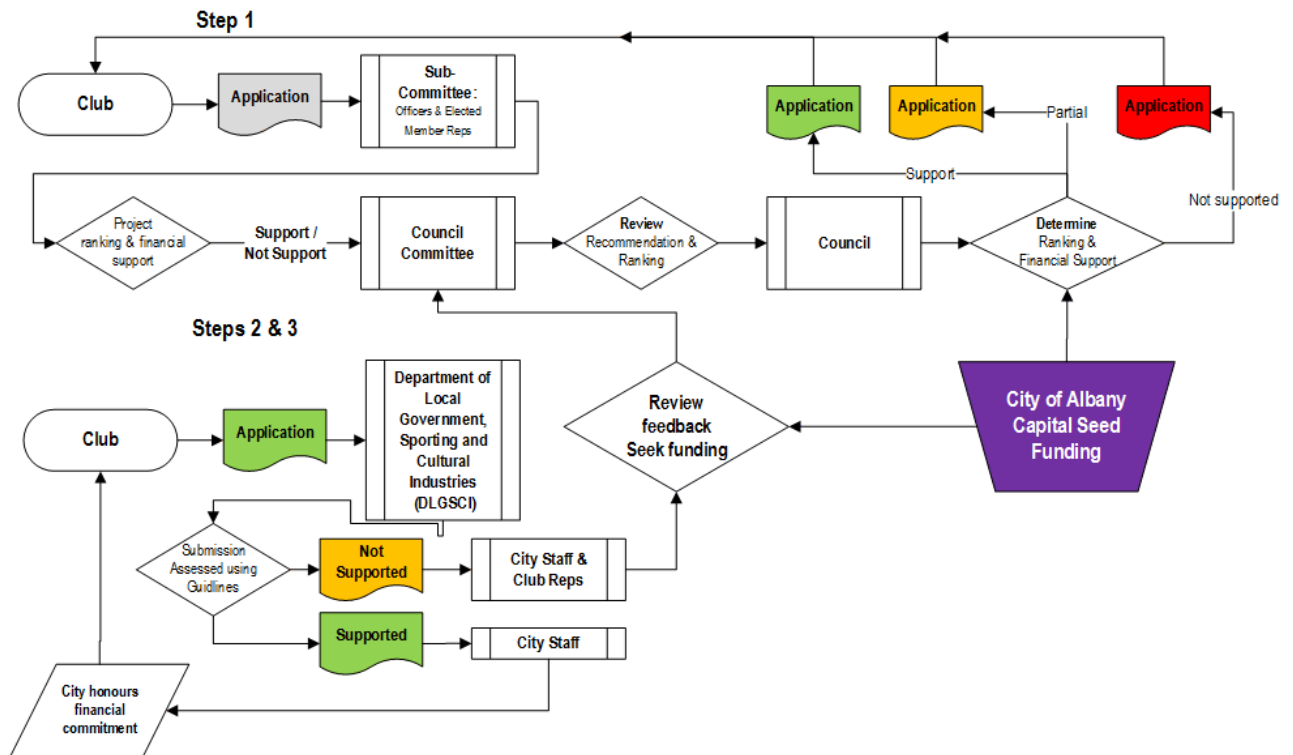 Step 1
Club
Application
Sub-
Committee:
Officers & Elected
Member Reps
Application
Application
Application
Partial
Support
Not supported
Project
ranking & financial
support
Support /
Not Support
Council
Committee
Review
Recommendation &
Ranking
Council
Determine
Ranking &
Financial Support
Steps 2 & 3
Club
Application
Department of
Local
Government,
Sporting and
Cultural
Industries
(DLGSCI)
Review
feedback
Seek funding
City of Albany
Capital Seed
Funding
Submission
Assessed using
Guidlines
Not
Supported
City Staff &
Club Reps
Supported
City Staff
City honours
financial
commitment